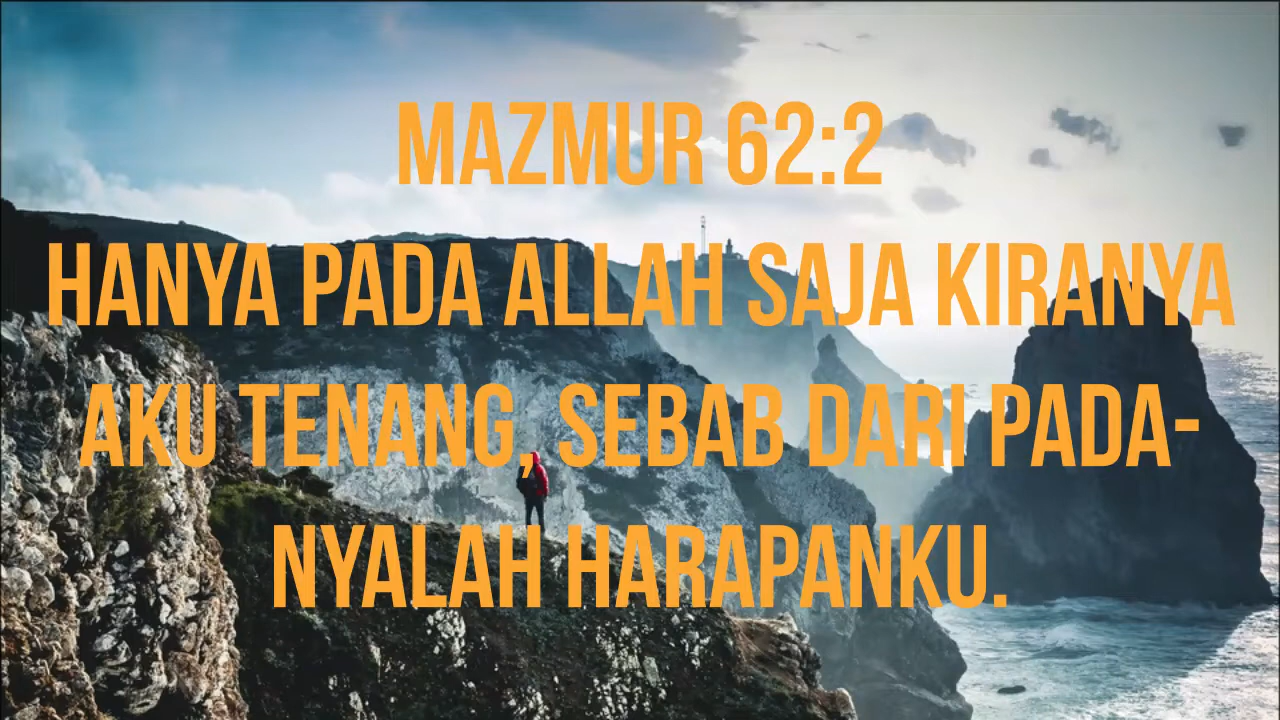 MAZMUR 62:2
HANYA PADA ALLAH SAJA KIRANYA
AKU TENANG, SEBAB DARI PADA-
NYALAH HARAPANKU.